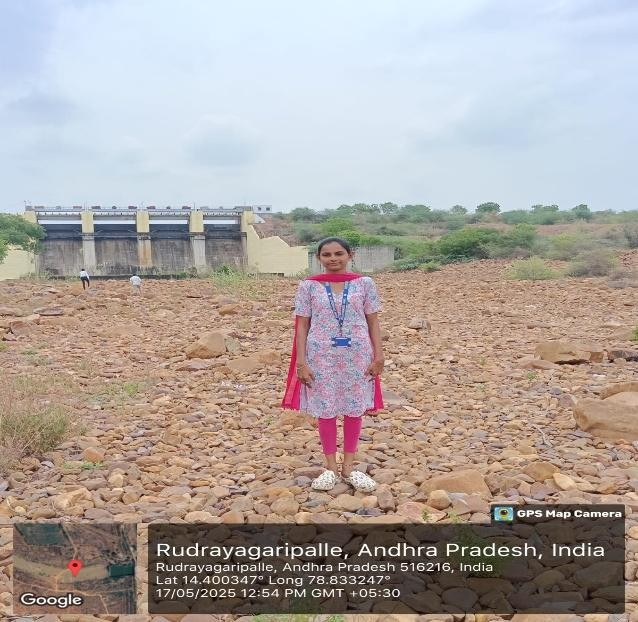 GPS Map Camera
Rudrayagaripalle, Andhra Pradesh, India
Rudrayagaripalle, Andhra Pradesh 516216, India
Lat 14.400347° Long 78.833247°
17/05/2025 12:54 PM GMT +05:30
Google